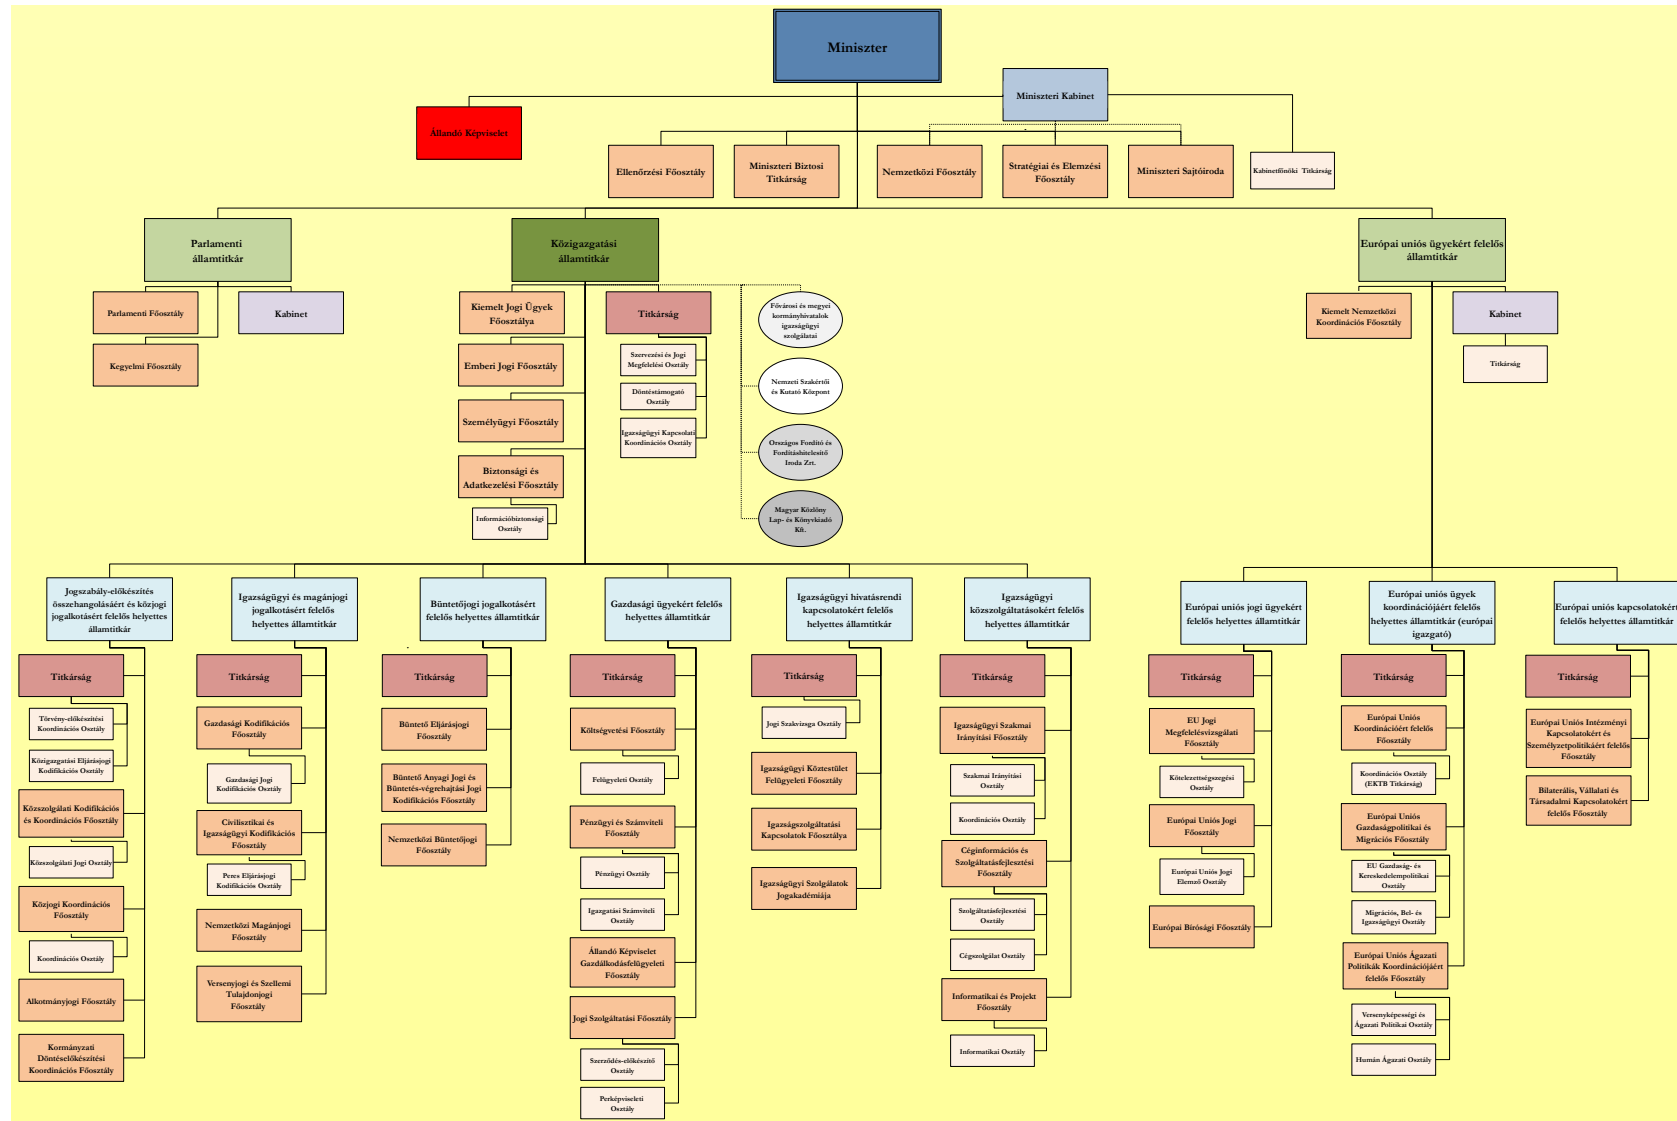 Miniszter
Miniszteri Kabinet
Állandó Képviselet
Ellenőrzési Főosztály
Miniszteri Biztosi
Titkárság
Nemzetközi Főosztály
Stratégiai és Elemzési
Főosztály
Miniszteri Sajtóiroda
Kabinetfőnöki Titkárság
Parlamenti
államtitkár
Közigazgatási
államtitkár
Európai uniós ügyekért felelős
államtitkár
Parlamenti Főosztály
Kabinet
Kegyelmi Főosztály
Kiemelt Jogi Ügyek
Főosztálya
Emberi Jogi Főosztály
Személyügyi Főosztály
Biztonsági és
Adatkezelési Főosztály
Információbiztonsági
Osztály
Titkárság
Szervezési és Jogi
Megfelelési Osztály
Döntéstámogató
Osztály
Igazságügyi Kapcsolati
Koordinációs Osztály
Fővárosi és megyei
kormányhivatalok
igazságügyi
szolgálatai
Nemzeti Szakértői
és Kutató Központ
Országos Fordító és
Fordításhitelesítő
Iroda Zrt.
Magyar Közlöny
Lap- és Könyvkiadó
Kft.
Kiemelt Nemzetközi
Koordinációs Főosztály
Kabinet
Titkárság
Jogszabály-előkészítés
összehangolásáért és közjogi
jogalkotásért felelős helyettes
államtitkár
Titkárság
Törvény-előkészítési
Koordinációs Osztály
Közigazgatási Eljárásjogi
Kodifikációs Osztály
Közszolgálati Kodifikációs
és Koordinációs Főosztály
Közszolgálati Jogi Osztály
Közjogi Koordinációs
Főosztály
Koordinációs Osztály
Alkotmányjogi Főosztály
Kormányzati
Döntéselőkészítési
Koordinációs Főosztály
Igazságügyi és magánjogi
jogalkotásért felelős
helyettes államtitkár
Titkárság
Gazdasági Kodifikációs
Főosztály
Gazdasági Jogi
Kodifikációs Osztály
Civilisztikai és
Igazságügyi Kodifikációs
Főosztály
Peres Eljárásjogi
Kodifikációs Osztály
Nemzetközi Magánjogi
Főosztály
Versenyjogi és Szellemi
Tulajdonjogi
Főosztály
Büntetőjogi jogalkotásért
felelős helyettes államtitkár
Titkárság
Büntető Eljárásjogi
Főosztály
Büntető Anyagi Jogi és
Büntetés-végrehajtási Jogi
Kodifikációs Főosztály
Nemzetközi Büntetőjogi
Főosztály
Gazdasági ügyekért felelős
helyettes államtitkár
Titkárság
Költségvetési Főosztály
Felügyeleti Osztály
Pénzügyi és Számviteli
Főosztály
Pénzügyi Osztály
Igazgatási Számviteli
Osztály
Állandó Képviselet
Gazdálkodásfelügyeleti
Főosztály
Jogi Szolgáltatási Főosztály
Szerződés-előkészítő
Osztály
Perképviseleti
Osztály
Igazságügyi hivatásrendi
kapcsolatokért felelős
helyettes államtitkár
Titkárság
Jogi Szakvizsga Osztály
Igazságügyi Köztestület
Felügyeleti Főosztály
Igazságszolgáltatási
Kapcsolatok Főosztálya
Igazságügyi Szolgálatok
Jogakadémiája
Igazságügyi
közszolgáltatásokért felelős
helyettes államtitkár
Titkárság
Igazságügyi Szakmai
Irányítási Főosztály
Szakmai Irányítási
Osztály
Koordinációs Osztály
Céginformációs és
Szolgáltatásfejlesztési
Főosztály
Szolgáltatásfejlesztési
Osztály
Cégszolgálat Osztály
Informatikai és Projekt
Főosztály
Informatikai Osztály
Európai uniós jogi ügyekért
felelős helyettes államtitkár
Titkárság
EU Jogi
Megfelelésvizsgálati
Főosztály
Kötelezettségszegési
Osztály
Európai Uniós Jogi
Főosztály
Európai Uniós Jogi
Elemző Osztály
Európai Bírósági Főosztály
Európai uniós ügyek
koordinációjáért felelős
helyettes államtitkár (európai
igazgató)
Titkárság
Európai Uniós
Koordinációért felelős
Főosztály
Koordinációs Osztály
(EKTB Titkárság)
Európai Uniós
Gazdaságpolitikai és
Migrációs Főosztály
EU Gazdaság- és
Kereskedelempolitikai
Osztály
Migrációs, Bel- és
Igazságügyi Osztály
Európai Uniós Ágazati
Politikák Koordinációjáért
felelős Főosztály
Versenyképességi és
Ágazati Politikai Osztály
Humán Ágazati Osztály
Európai uniós kapcsolatokért
felelős helyettes államtitkár
Titkárság
Európai Uniós Intézményi
Kapcsolatokért és
Személyzetpolitikáért felelős
Főosztály
Bilaterális, Vállalati és
Társadalmi Kapcsolatokért
felelős Főosztály